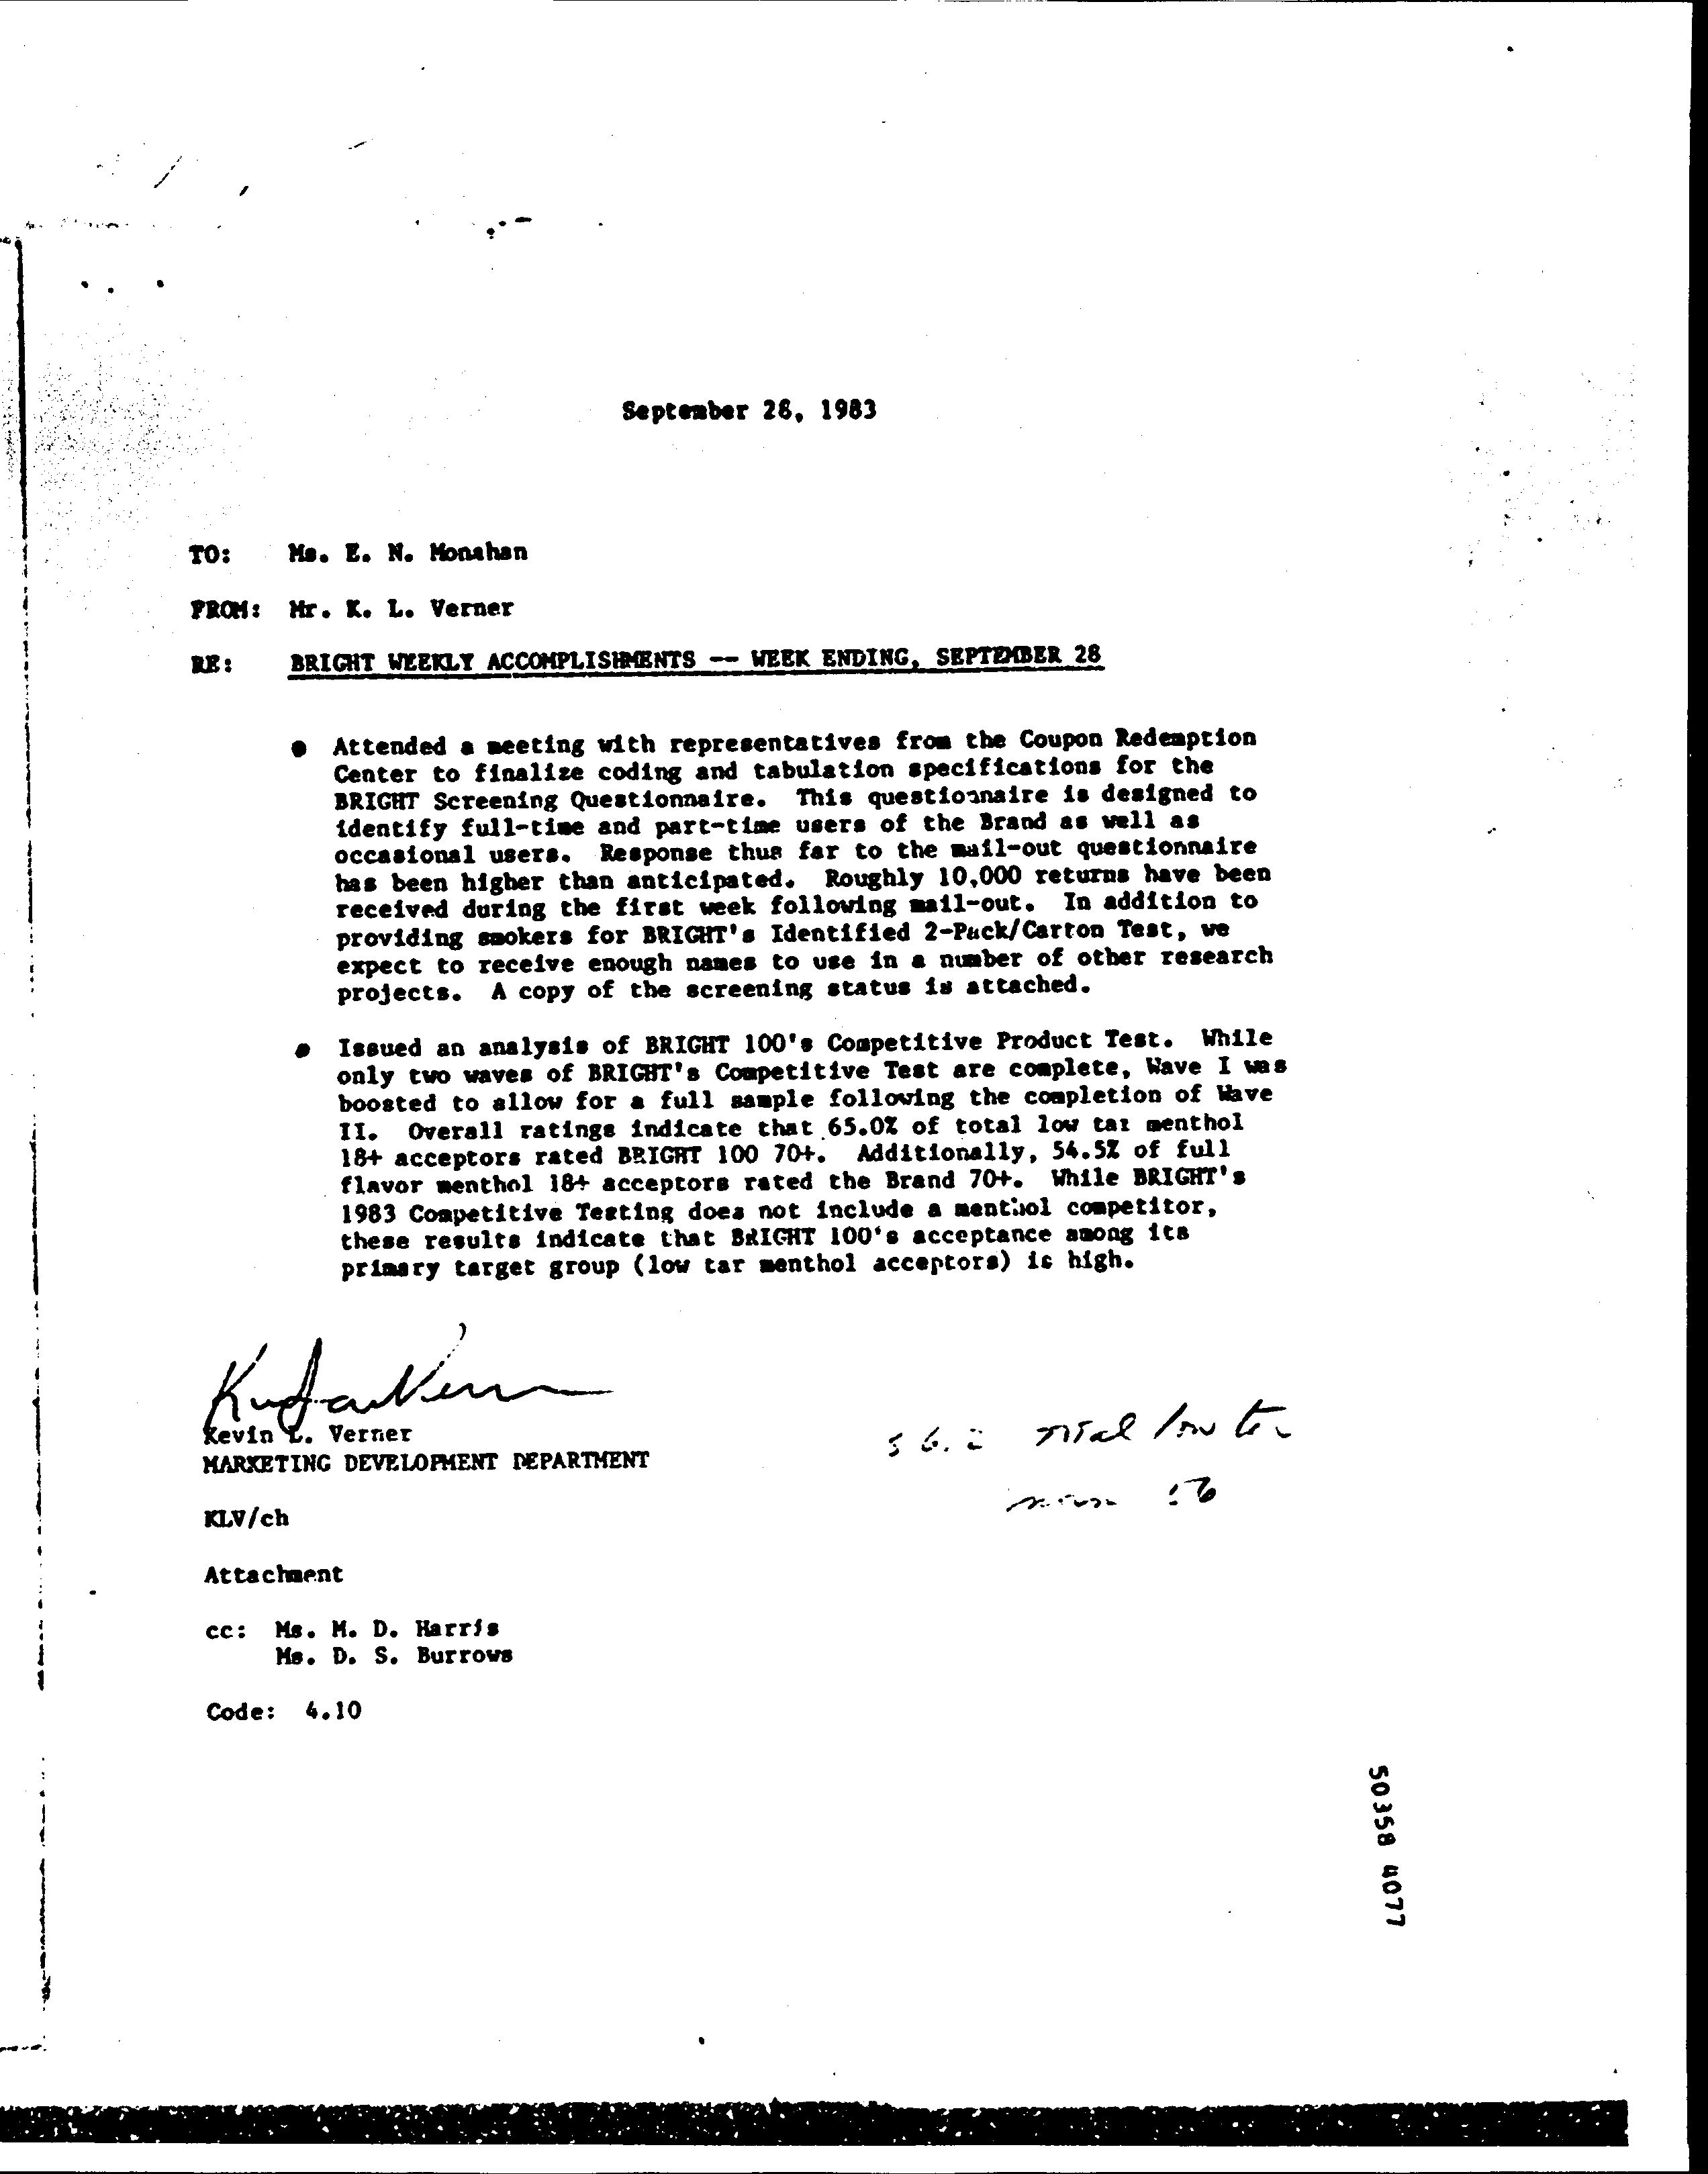 September 28, 1983
TO: Ms. E. N. Monahan
FROM: Mr. K. L. Verner
RE: BRIGHT WEEKLY ACCOMPLISHMENTS -- WEEK ENDING, SEPTEMBER 28
● Attended a meeting with representatives from the Coupon Redemption
Center to finalize coding and tabulation specifications for the
BRIGHT Screening Questionnaire. This questionnaire is designed to
identify full-time and part-time users of the Brand as well as
occasional users. Response thus far to the mail-out questionnaire
has been higher than anticipated. Roughly 10,000 returns have been
received during the first week following mail-out. In addition to
providing smokers for BRIGHT's Identified 2-Pack/Carton Test, we
expect to receive enough names to use in a number of other research
projects. A copy of the screening status is attached.
● Issued an analysis of BRIGHT 100's Competitive Product Test. While
only two waves of BRIGHT's Competitive Test are complete, Wave I was
boosted to allow for a full sample following the completion of Wave
II. Overall ratings indicate that 65.0% of total low tar menthol
18+ acceptors rated BRIGHT 100 70+. Additionally, 54.5% of full
flavor menthol 18+ acceptors rated the Brand 70+. While BRIGHT's
1983 Competitive Testing does not include a menthol competitor,
these results indicate that BRIGHT 100's acceptance among its
primary target group (low tar menthol acceptors) is high.
Kevin L. Verner
MARKETING DEVELOPMENT DEPARTMENT
total low
KLV/ch
Attachment
cc: Ms. M. D. Harris
Ms. D. S. Burrows
Code: 4.10
50358 4077